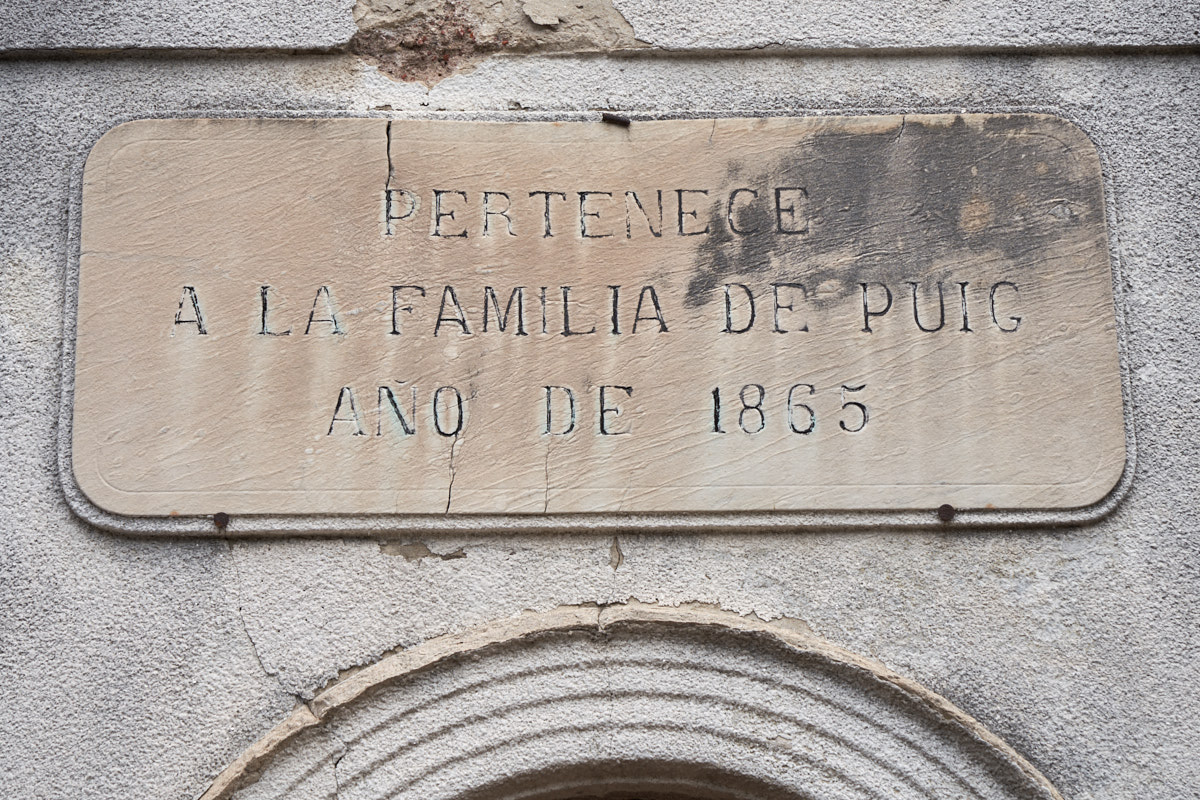 PERTENECE
A LA FAMILIA DE PUIG
AÑO DE 1865